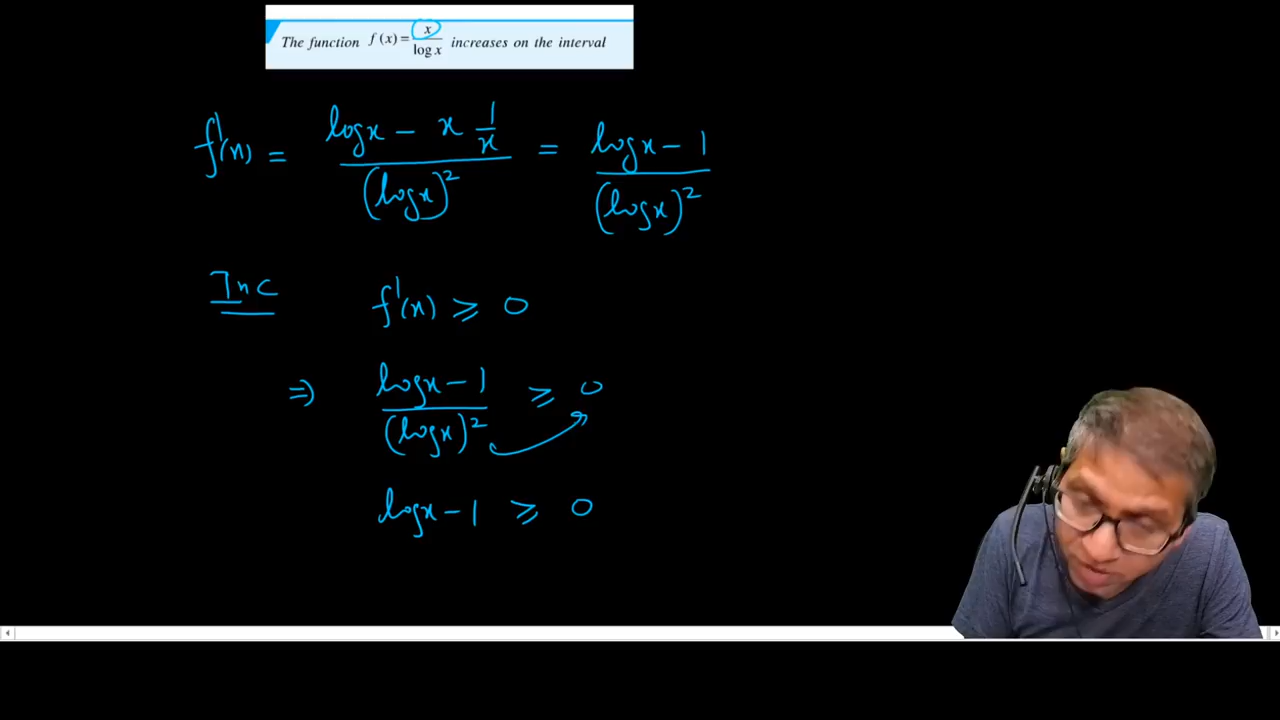 The function f(x) = x / log x increases on the interval
f'(x) = (log x − x 1/x) / (log x)² = (log x − 1) / (log x)²
Inc f'(x) ⩾ 0
⇒ (log x − 1) / (log x)² ⩾ 0
log x − 1 ⩾ 0